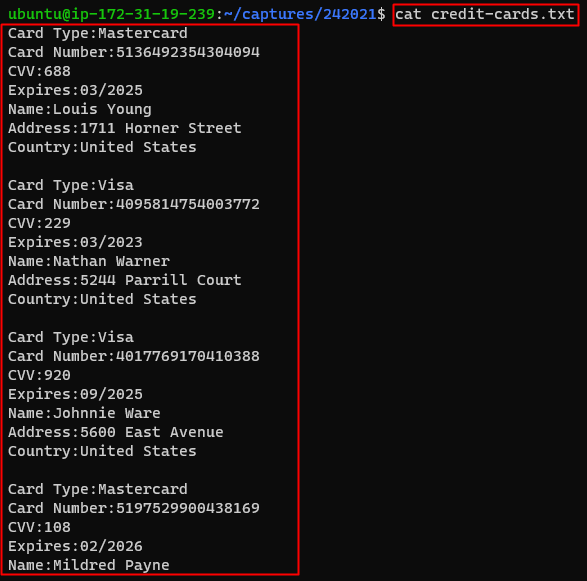 ubuntu@ip-172-31-19-239:~/captures/242021$ cat credit-cards.txt
Card Type:Mastercard
Card Number:5136492354304094
CVV:688
Expires:03/2025
Name:Louis Young
Address:1711 Horner Street
Country:United States
Card Type:Visa
Card Number:4095814754003772
CVV:229
Expires:03/2023
Name:Nathan Warner
Address:5244 Parrill Court
Country:United States
Card Type:Visa
Card Number:4017769170410388
CVV:920
Expires:09/2025
Name:Johnnie Ware
Address:5600 East Avenue
Country:United States
Card Type:Mastercard
Card Number:5197529900438169
CVV:108
Expires:02/2026
Name:Mildred Payne